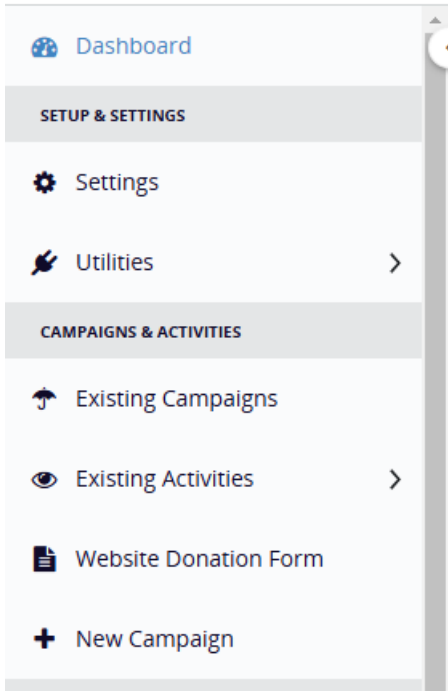 Dashboard
SETUP & SETTINGS
Settings
Utilities
CAMPAIGNS & ACTIVITIES
Existing Campaigns
Existing Activities
Website Donation Form
New Campaign